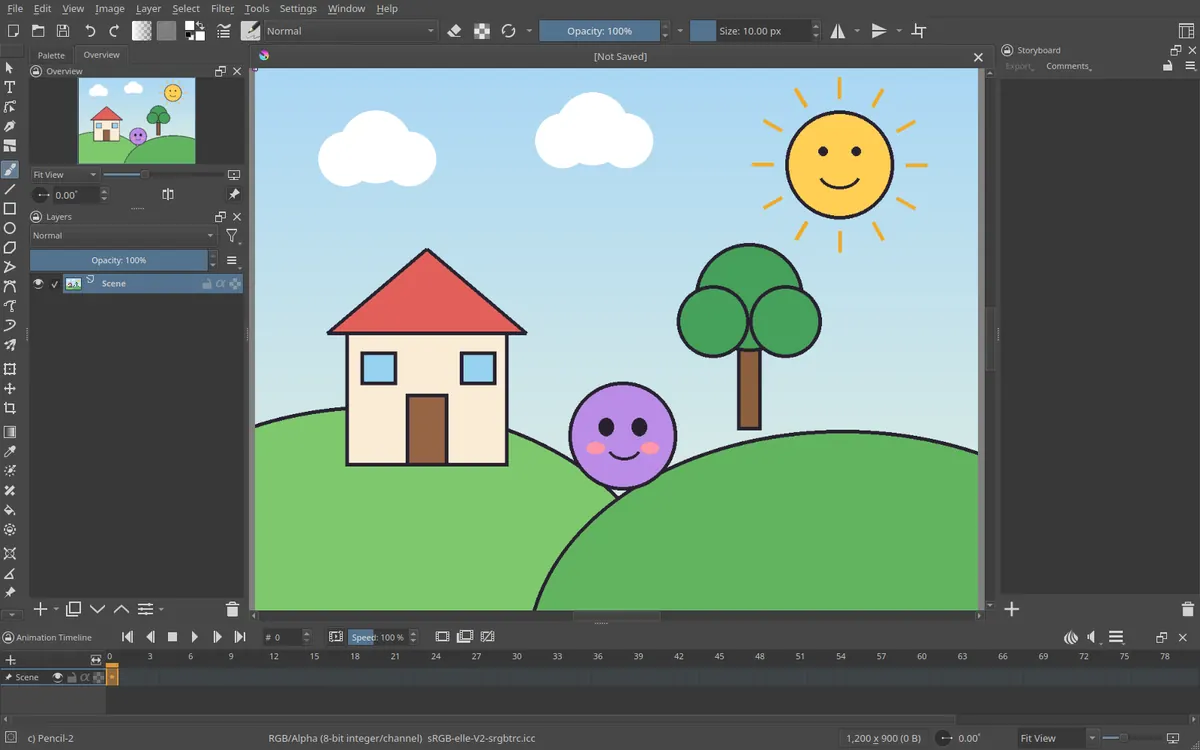 File Edit View Image Layer Select Filter Tools Settings Window Help
Normal
Opacity: 100%
Size: 10.00 px
Palette Overview
[Not Saved]
Storyboard
Overview
Export
Comments
Fit View
0.00°
Layers
Normal
Opacity: 100%
Scene
Animation Timeline
# 0
Speed: 100 %
0 3 6 9 12 15 18 21 24 27 30 33 36 39 42 45 48 51 54 57 60 63 66 69 72 75 78
Scene
c) Pencil-2
RGB/Alpha (8-bit integer/channel) sRGB-elle-V2-srgbtrc.icc
1,200 x 900 (0 B)
0.00°
Fit View